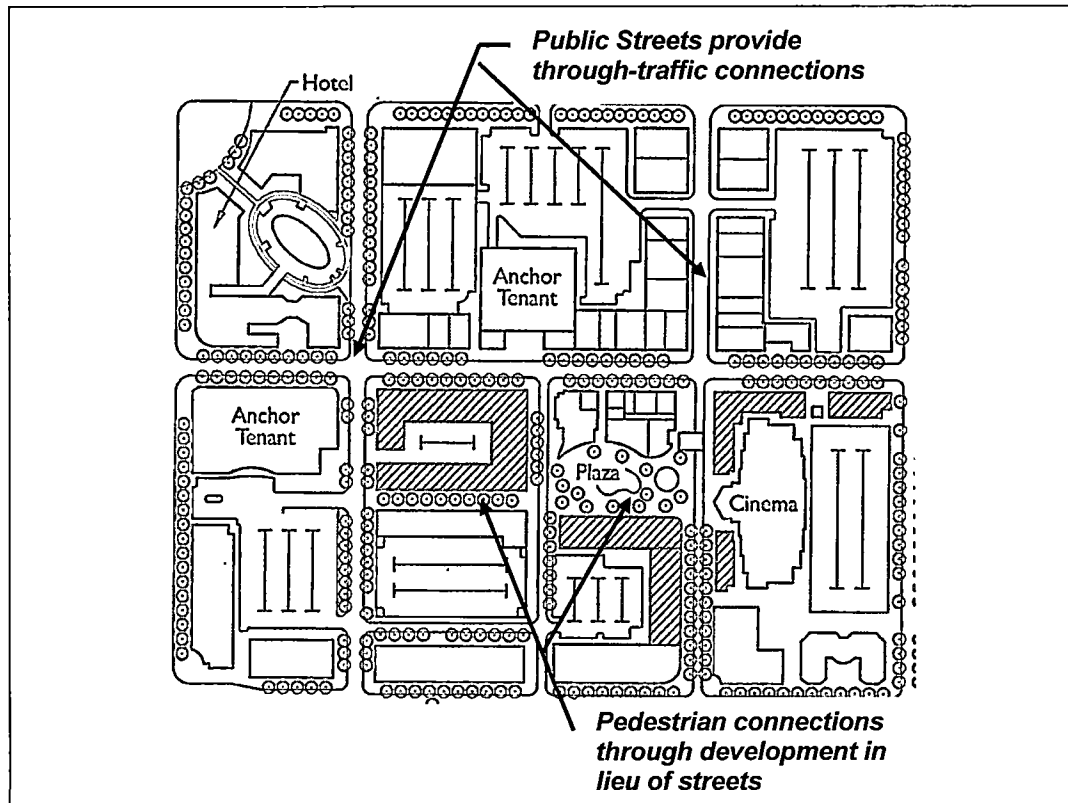 Public Streets provide
through-traffic connections
Hotel
Anchor
Tenant
Anchor
Tenant
Plaza
Cinema
Pedestrian connections
through development in
lieu of streets